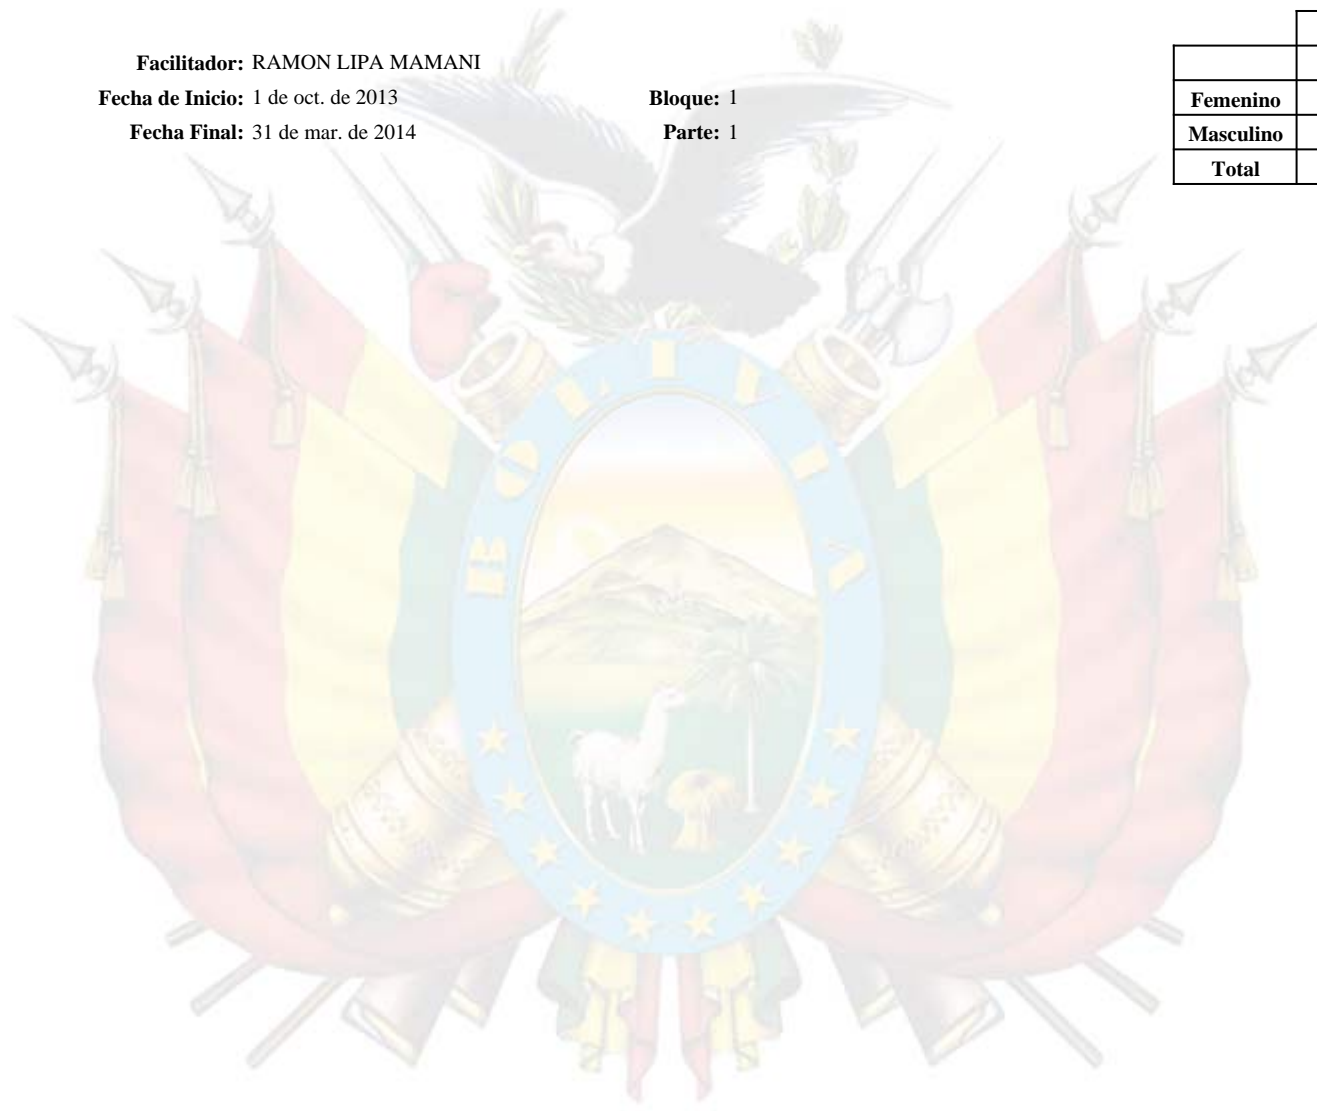 Facilitador: RAMON LIPA MAMANI
Fecha de Inicio: 1 de oct. de 2013 Bloque: 1
Fecha Final: 31 de mar. de 2014 Parte: 1
Femenino
Masculino
Total
BOLIVIA